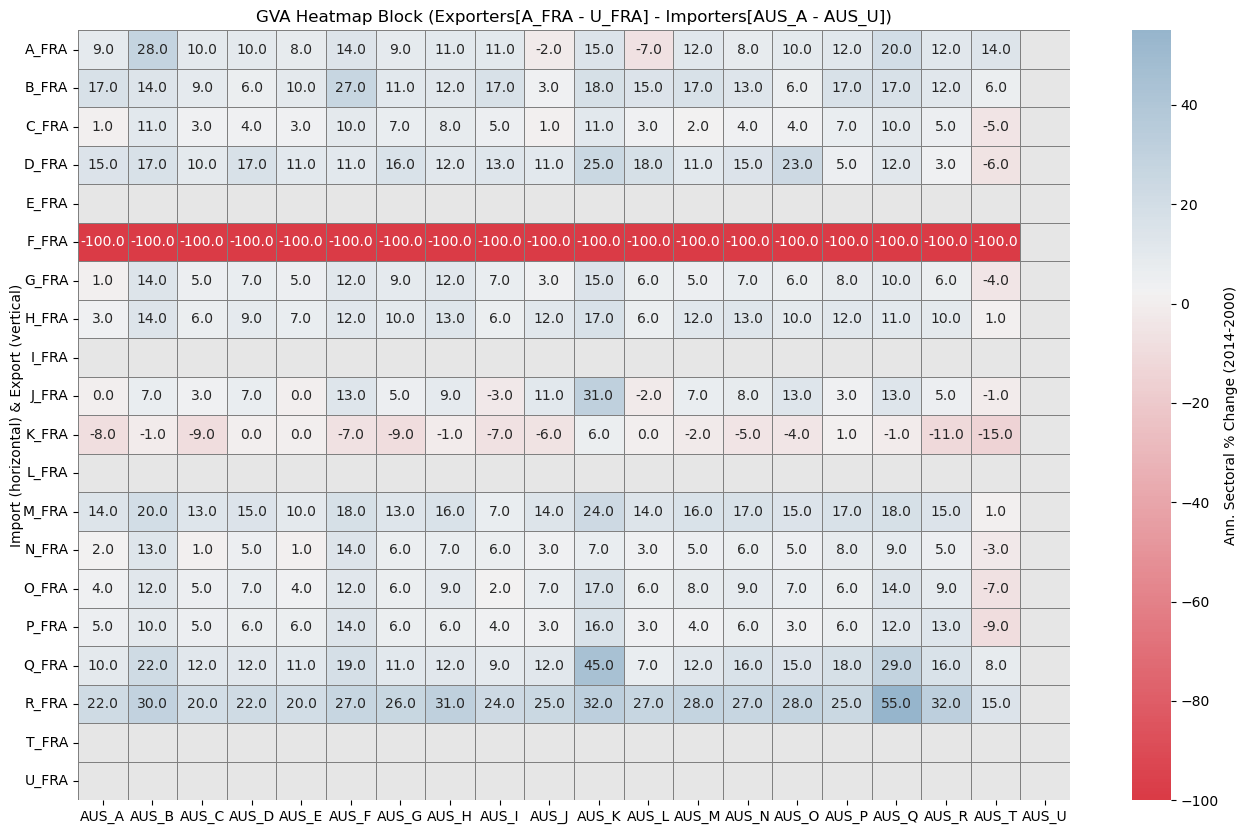 GVA Heatmap Block (Exporters[A_FRA - U_FRA] - Importers[AUS_A - AUS_U])
A_FRA 9.0 28.0 10.0 10.0 8.0 14.0 9.0 11.0 11.0 -2.0 15.0 -7.0 12.0 8.0 10.0 12.0 20.0 12.0 14.0
B_FRA 17.0 14.0 9.0 6.0 10.0 27.0 11.0 12.0 17.0 3.0 18.0 15.0 17.0 13.0 6.0 17.0 17.0 12.0 6.0
C_FRA 1.0 11.0 3.0 4.0 3.0 10.0 7.0 8.0 5.0 1.0 11.0 3.0 2.0 4.0 4.0 7.0 10.0 5.0 -5.0
D_FRA 15.0 17.0 10.0 17.0 11.0 11.0 16.0 12.0 13.0 11.0 25.0 18.0 11.0 15.0 23.0 5.0 12.0 3.0 -6.0
E_FRA
F_FRA -100.0 -100.0 -100.0 -100.0 -100.0 -100.0 -100.0 -100.0 -100.0 -100.0 -100.0 -100.0 -100.0 -100.0 -100.0 -100.0 -100.0 -100.0 -100.0
G_FRA 1.0 14.0 5.0 7.0 5.0 12.0 9.0 12.0 7.0 3.0 15.0 6.0 5.0 7.0 6.0 8.0 10.0 6.0 -4.0
H_FRA 3.0 14.0 6.0 9.0 7.0 12.0 10.0 13.0 6.0 12.0 17.0 6.0 12.0 13.0 10.0 12.0 11.0 10.0 1.0
I_FRA
J_FRA 0.0 7.0 3.0 7.0 0.0 13.0 5.0 9.0 -3.0 11.0 31.0 -2.0 7.0 8.0 13.0 3.0 13.0 5.0 -1.0
K_FRA -8.0 -1.0 -9.0 0.0 0.0 -7.0 -9.0 -1.0 -7.0 -6.0 6.0 0.0 -2.0 -5.0 -4.0 1.0 -1.0 -11.0 -15.0
L_FRA
M_FRA 14.0 20.0 13.0 15.0 10.0 18.0 13.0 16.0 7.0 14.0 24.0 14.0 16.0 17.0 15.0 17.0 18.0 15.0 1.0
N_FRA 2.0 13.0 1.0 5.0 1.0 14.0 6.0 7.0 6.0 3.0 7.0 3.0 5.0 6.0 5.0 8.0 9.0 5.0 -3.0
O_FRA 4.0 12.0 5.0 7.0 4.0 12.0 6.0 9.0 2.0 7.0 17.0 6.0 8.0 9.0 7.0 6.0 14.0 9.0 -7.0
P_FRA 5.0 10.0 5.0 6.0 6.0 14.0 6.0 6.0 4.0 3.0 16.0 3.0 4.0 6.0 3.0 6.0 12.0 13.0 -9.0
Q_FRA 10.0 22.0 12.0 12.0 11.0 19.0 11.0 12.0 9.0 12.0 45.0 7.0 12.0 16.0 15.0 18.0 29.0 16.0 8.0
R_FRA 22.0 30.0 20.0 22.0 20.0 27.0 26.0 31.0 24.0 25.0 32.0 27.0 28.0 27.0 28.0 25.0 55.0 32.0 15.0
T_FRA
U_FRA
AUS_A AUS_B AUS_C AUS_D AUS_E AUS_F AUS_G AUS_H AUS_I AUS_J AUS_K AUS_L AUS_M AUS_N AUS_O AUS_P AUS_Q AUS_R AUS_T AUS_U
Import (horizontal) & Export (vertical)
40
20
0
−20
−40
−60
−80
−100
Ann. Sectoral % Change (2014-2000)